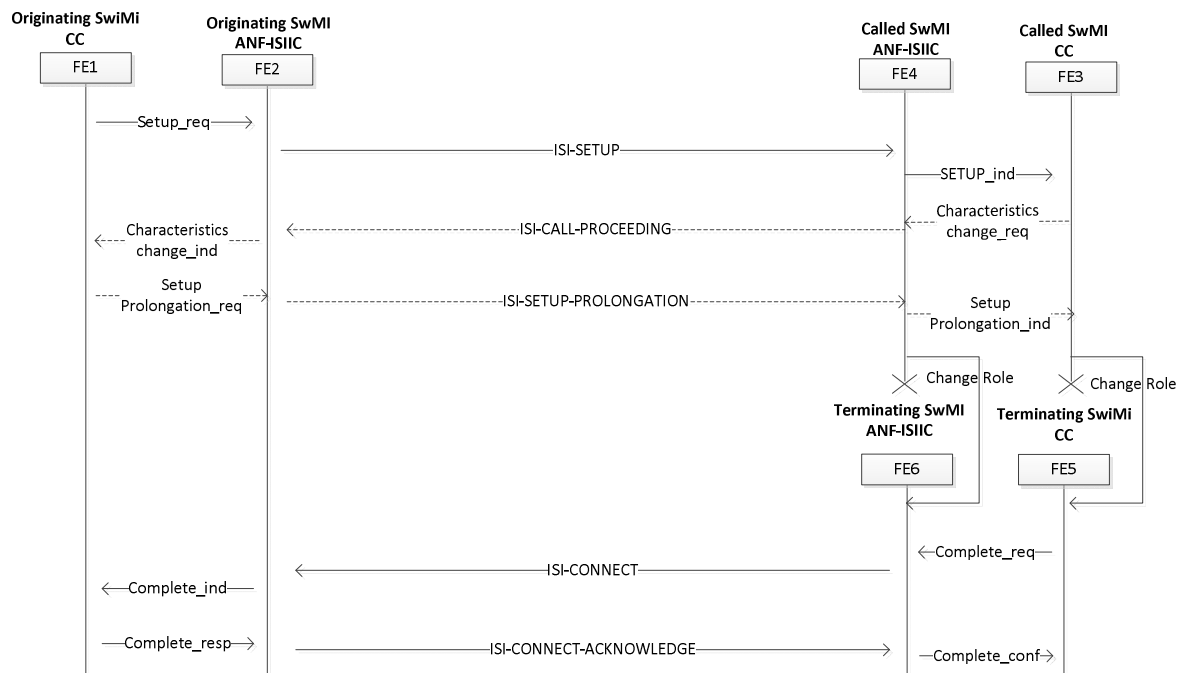 Originating SwiMi
CC
Originating SwMI
ANF-ISIIC
Called SwMI
ANF-ISIIC
Called SwMI
CC
FE1
FE2
FE4
FE3
Setup_req
ISI-SETUP
SETUP_ind
Characteristics
change_req
ISI-CALL-PROCEEDING
Characteristics
change_ind
Setup
Prolongation_req
ISI-SETUP-PROLONGATION
Setup
Prolongation_ind
Change Role
Change Role
Terminating SwMI
ANF-ISIIC
Terminating SwiMi
CC
FE6
FE5
Complete_req
ISI-CONNECT
Complete_ind
Complete_resp
ISI-CONNECT-ACKNOWLEDGE
Complete_conf